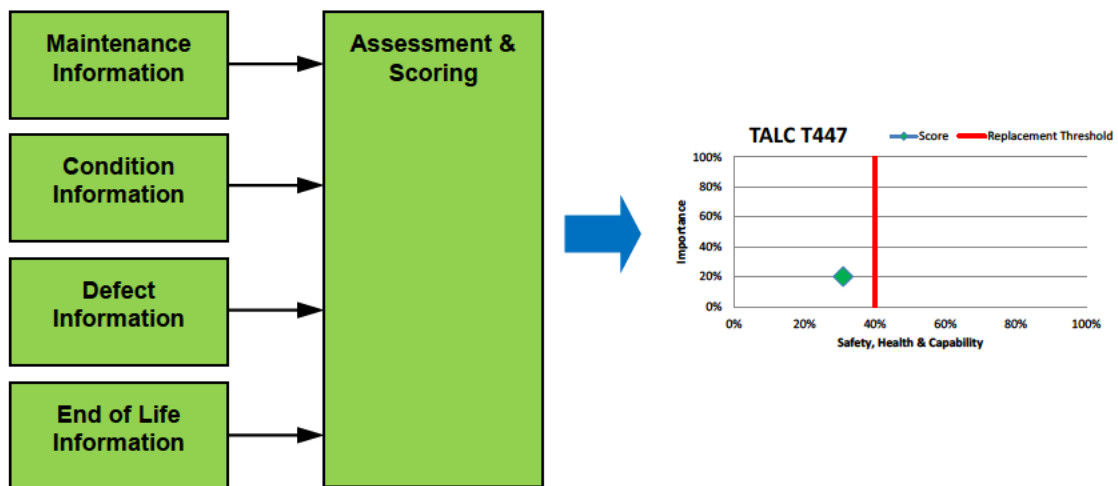 Maintenance
Information
Condition
Information
Defect
Information
End of Life
Information
Assessment &
Scoring
TALC T447
Score
Replacement Threshold
100%
80%
60%
40%
20%
0%
Importance
0%
20%
40%
60%
80%
100%
Safety, Health & Capability